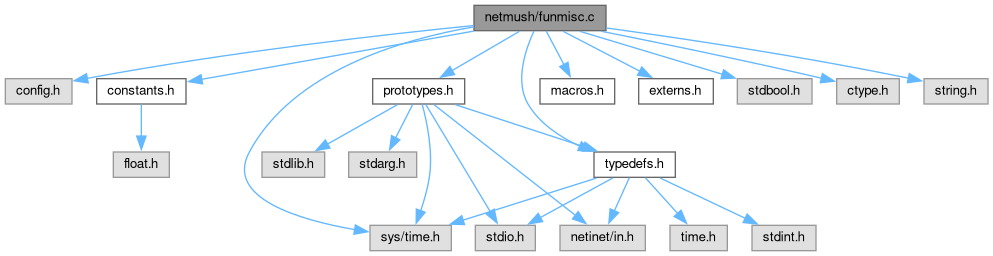 netmush/funmisc.c
config.h
constants.h
prototypes.h
macros.h
externs.h
stdbool.h
ctype.h
string.h
float.h
stdlib.h
stdarg.h
typedefs.h
sys/time.h
stdio.h
netinet/in.h
time.h
stdint.h